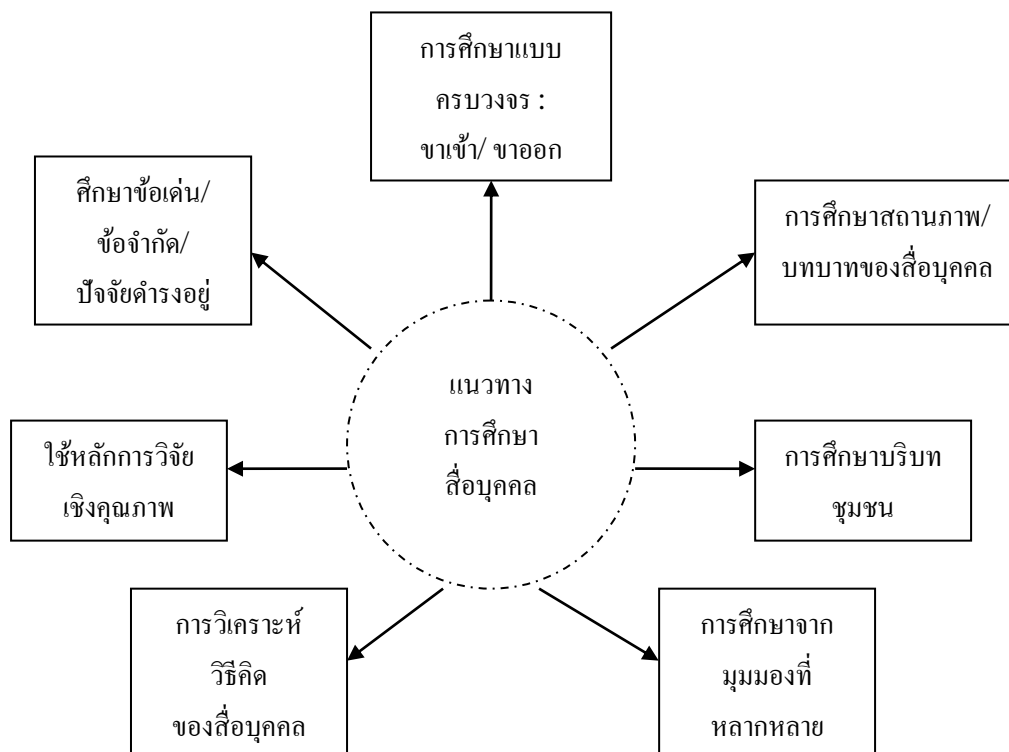 การศึกษาแบบ
ครบวงจร :
ขาเข้า/ ขาออก
ศึกษาข้อเด่น/
ข้อจำกัด/
ปัจจัยดำรงอยู่
การศึกษาสถานภาพ/
บทบาทของสื่อบุคคล
แนวทาง
การศึกษา
สื่อบุคคล
ใช้หลักการวิจัย
เชิงคุณภาพ
การศึกษาบริบท
ชุมชน
การวิเคราะห์
วิธีคิด
ของสื่อบุคคล
การศึกษาจาก
มุมมองที่
หลากหลาย